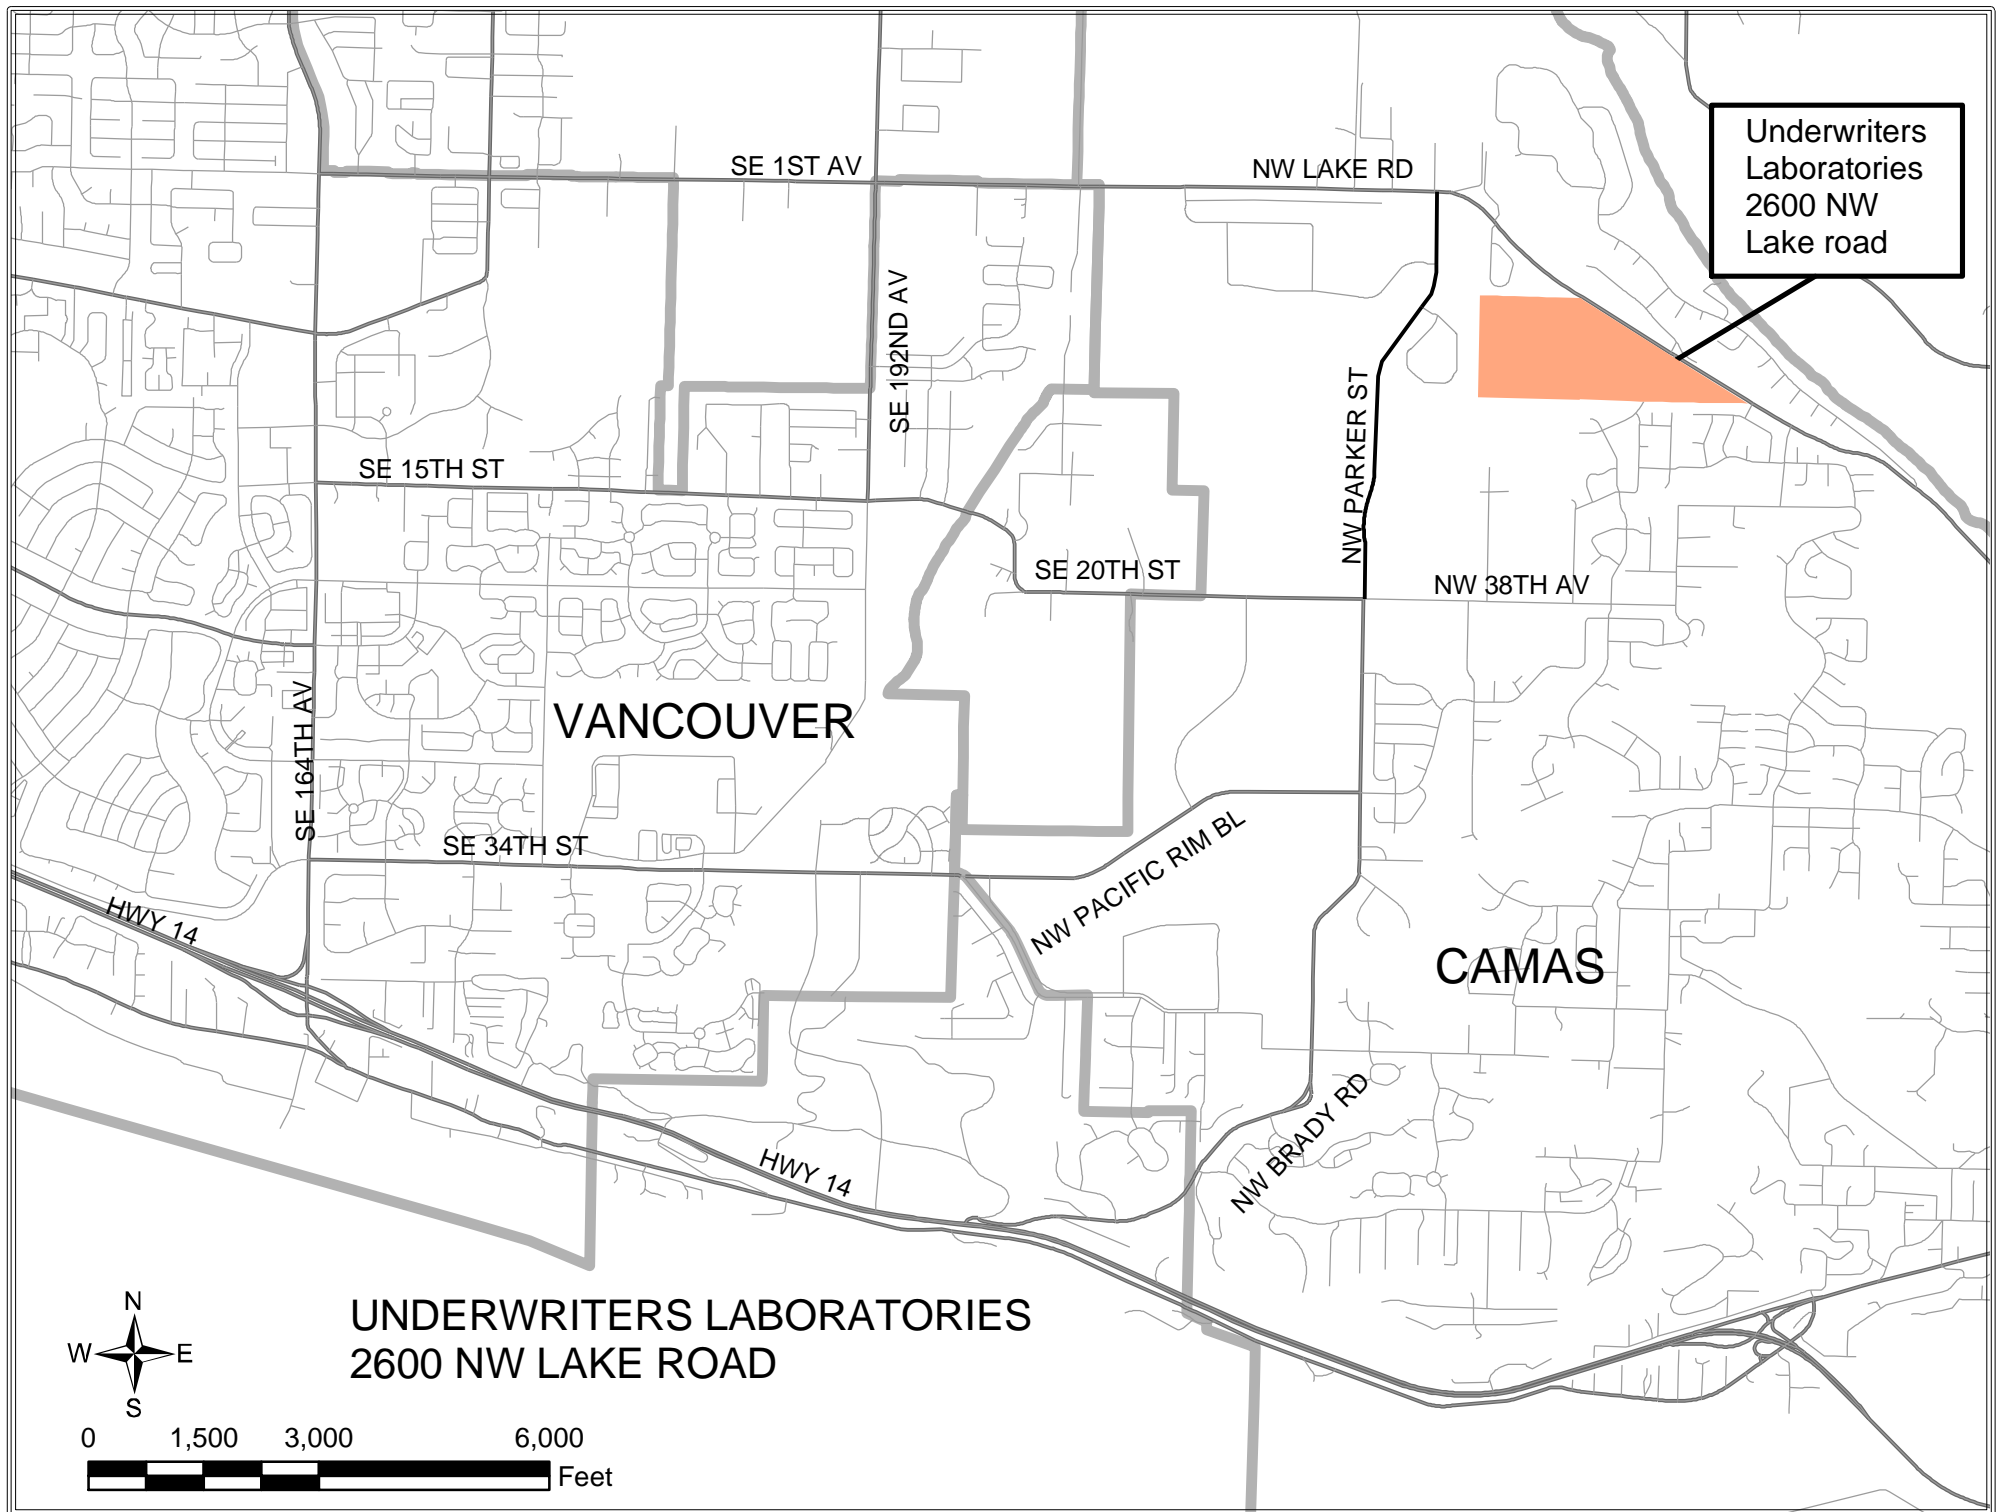 SE 1ST AV
NW LAKE RD
Underwriters
Laboratories
2600 NW
Lake road
SE 192ND AV
NW PARKER ST
SE 15TH ST
SE 20TH ST
NW 38TH AV
VANCOUVER
SE 164TH AV
SE 34TH ST
NW PACIFIC RIM BL
HWY 14
CAMAS
NW BRADY RD
HWY 14
UNDERWRITERS LABORATORIES
2600 NW LAKE ROAD
N
W E
S
0 1,500 3,000 6,000
Feet